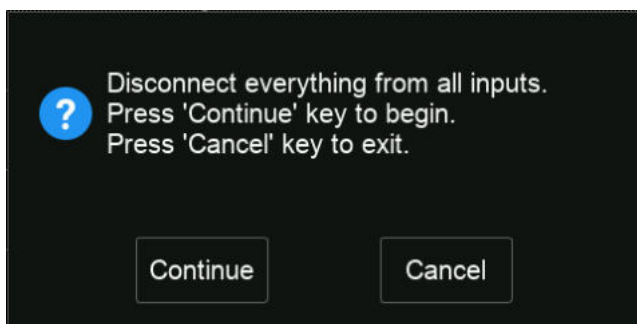 Disconnect everything from all inputs.
Press 'Continue' key to begin.
Press 'Cancel' key to exit.
Continue
Cancel